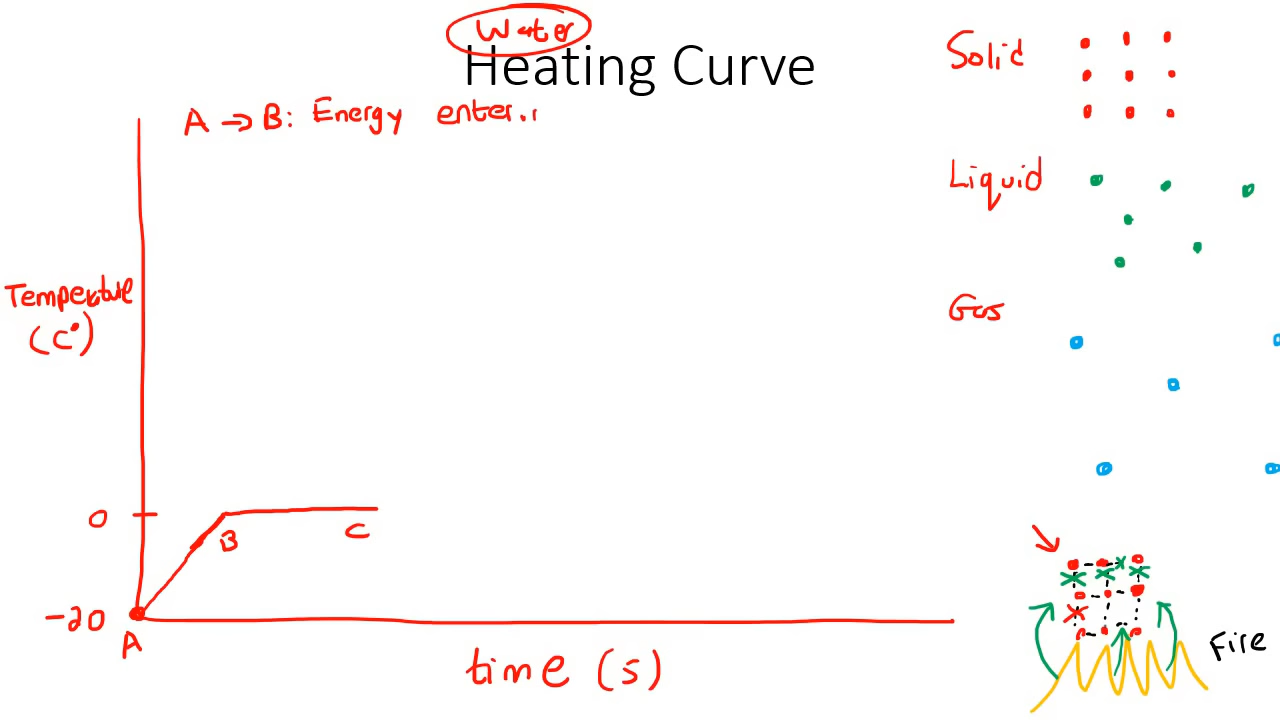 Water
Heating Curve
A → B: Energy enter
Temperature
(C°)
0
B
C
-20
A
time (s)
Solid
Liquid
Gas
Fire